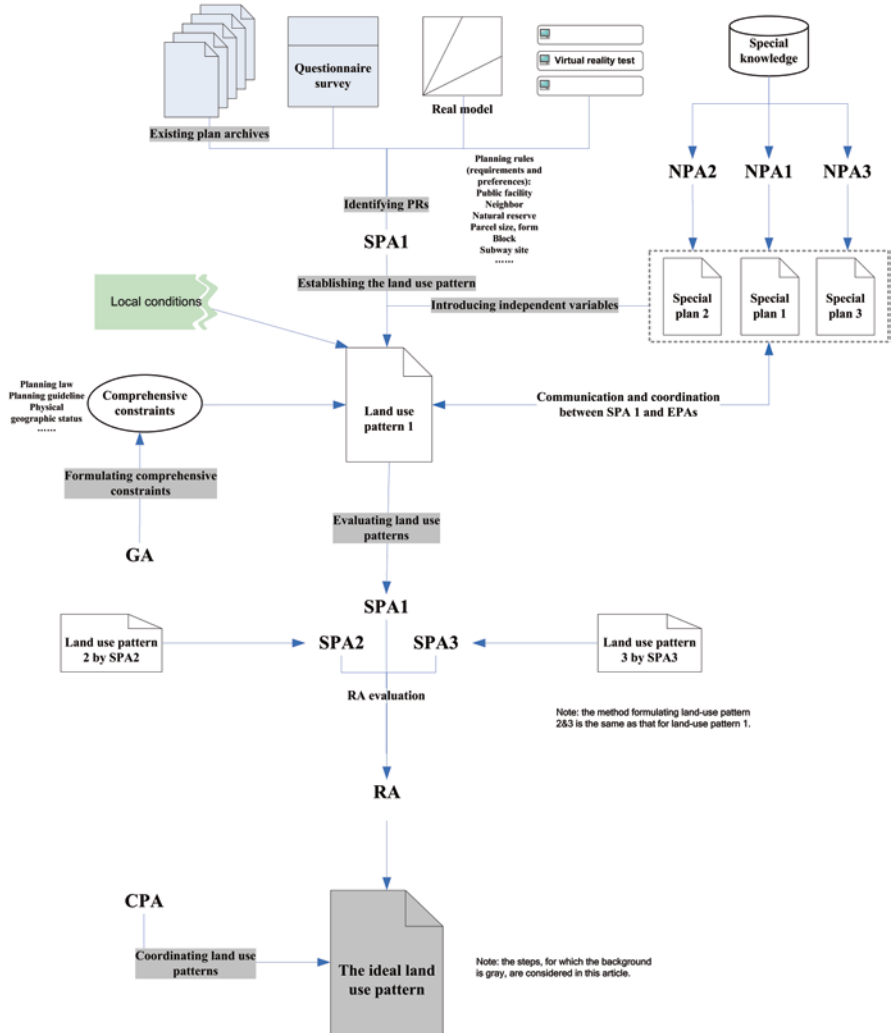 Questionnaire
survey
Virtual reality test
Special
knowledge
Real model
Existing plan archives
Planning rules
(requirements and
preferences):
Public facility
Neighbor
Natural reserve
Parcel size, form
Block
Subway site
……
NPA2
NPA1
NPA3
Identifying PRs
SPA1
Establishing the land use pattern
Introducing independent variables
Special
plan 2
Special
plan 1
Special
plan 3
Local conditions
Planning law
Planning guideline
Physical
geographic status
……
Comprehensive
constraints
Land use
pattern 1
Communication and coordination
between SPA 1 and EPAs
Formulating comprehensive
constraints
Evaluating land use
patterns
GA
SPA1
Land use pattern
2 by SPA2
SPA2
SPA3
Land use pattern
3 by SPA3
RA evaluation
Note: the method formulating land-use pattern
2&3 is the same as that for land-use pattern 1.
RA
CPA
Coordinating land use
patterns
The ideal land
use pattern
Note: the steps, for which the background
is gray, are considered in this article.